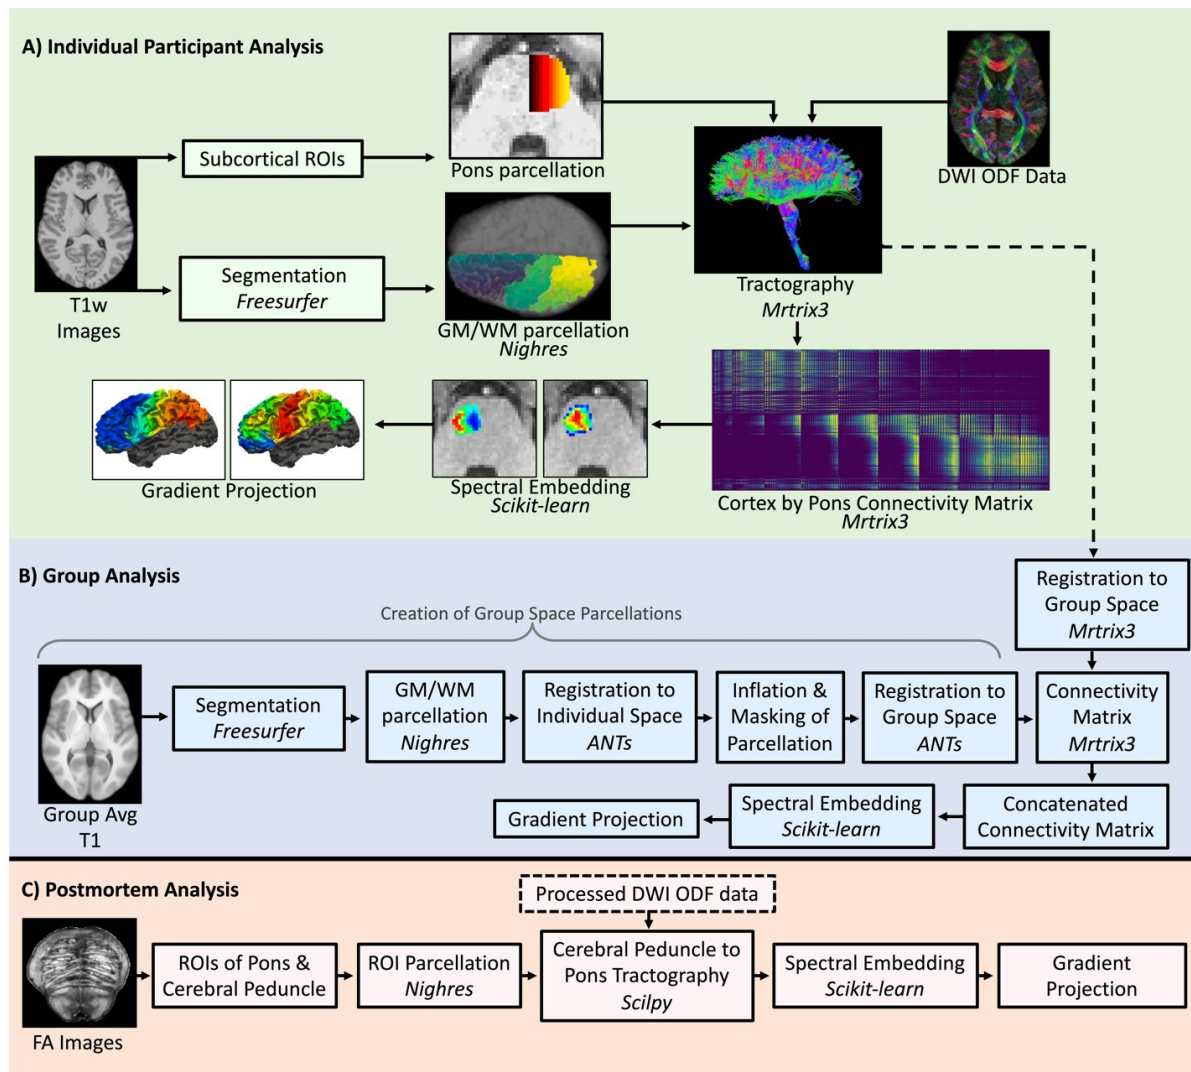 A) Individual Participant Analysis
Subcortical ROIs
Pons parcellation
DWI ODF Data
T1w
Images
Segmentation
Freesurfer
GM/WM parcellation
Nighres
Tractography
Mrtrix3
Gradient Projection
Spectral Embedding
Scikit-learn
Cortex by Pons Connectivity Matrix
Mrtrix3
B) Group Analysis
Creation of Group Space Parcellations
Registration to
Group Space
Mrtrix3
Group Avg
T1
Segmentation
Freesurfer
GM/WM
parcellation
Nighres
Registration to
Individual Space
ANTs
Inflation &
Masking of
Parcellation
Registration to
Group Space
ANTs
Connectivity
Matrix
Mrtrix3
Gradient Projection
Spectral Embedding
Scikit-learn
Concatenated
Connectivity Matrix
C) Postmortem Analysis
Processed DWI ODF data
FA Images
ROIs of Pons &
Cerebral Peduncle
ROI Parcellation
Nighres
Cerebral Peduncle to
Pons Tractography
Scilpy
Spectral Embedding
Scikit-learn
Gradient
Projection